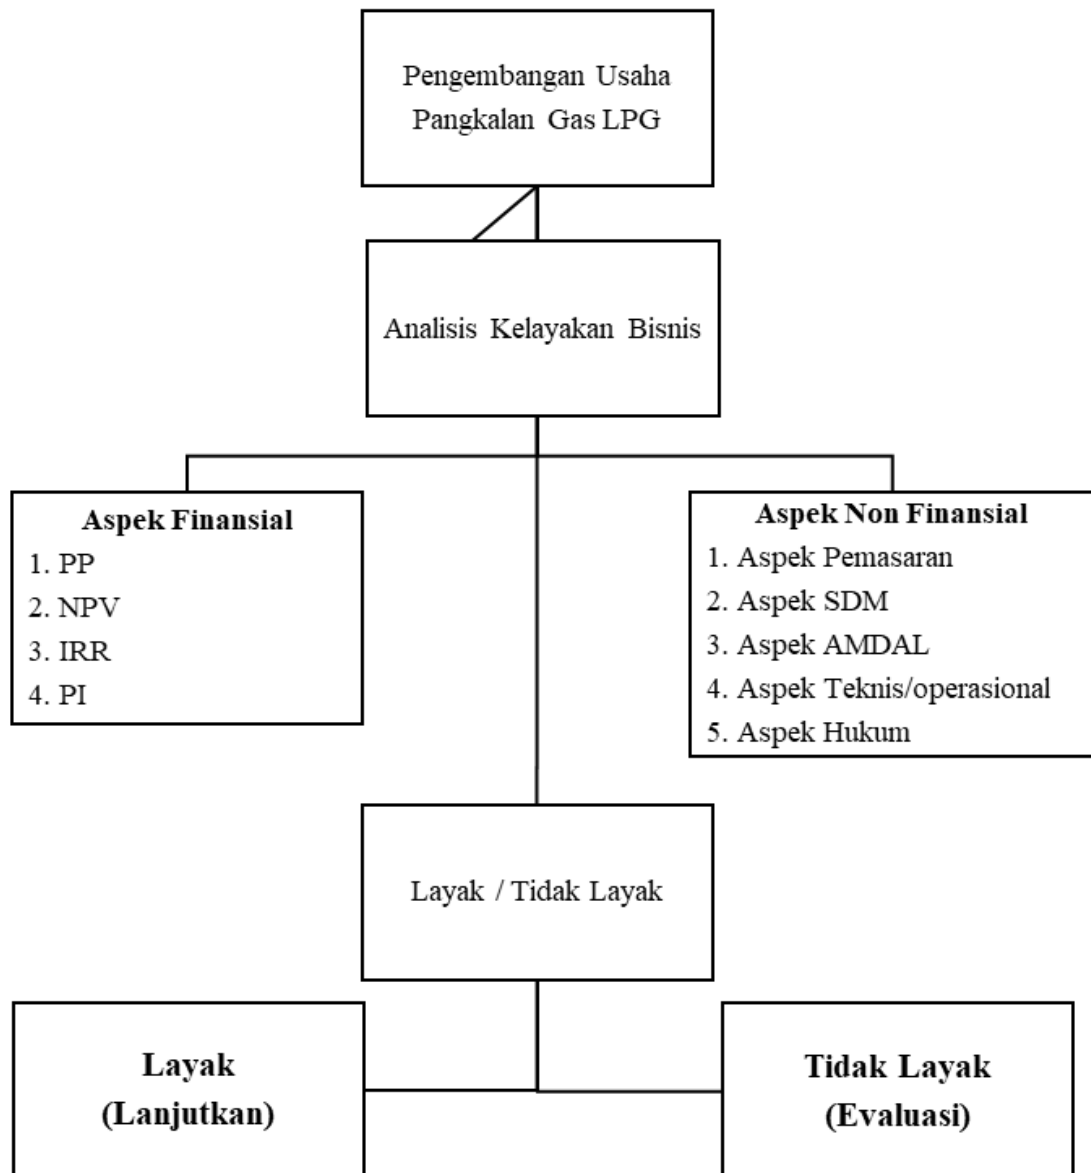 Pengembangan Usaha
Pangkalan Gas LPG
Analisis Kelayakan Bisnis
Aspek Finansial
1. PP
2. NPV
3. IRR
4. PI
Aspek Non Finansial
1. Aspek Pemasaran
2. Aspek SDM
3. Aspek AMDAL
4. Aspek Teknis/operasional
5. Aspek Hukum
Layak / Tidak Layak
Layak
(Lanjutkan)
Tidak Layak
(Evaluasi)